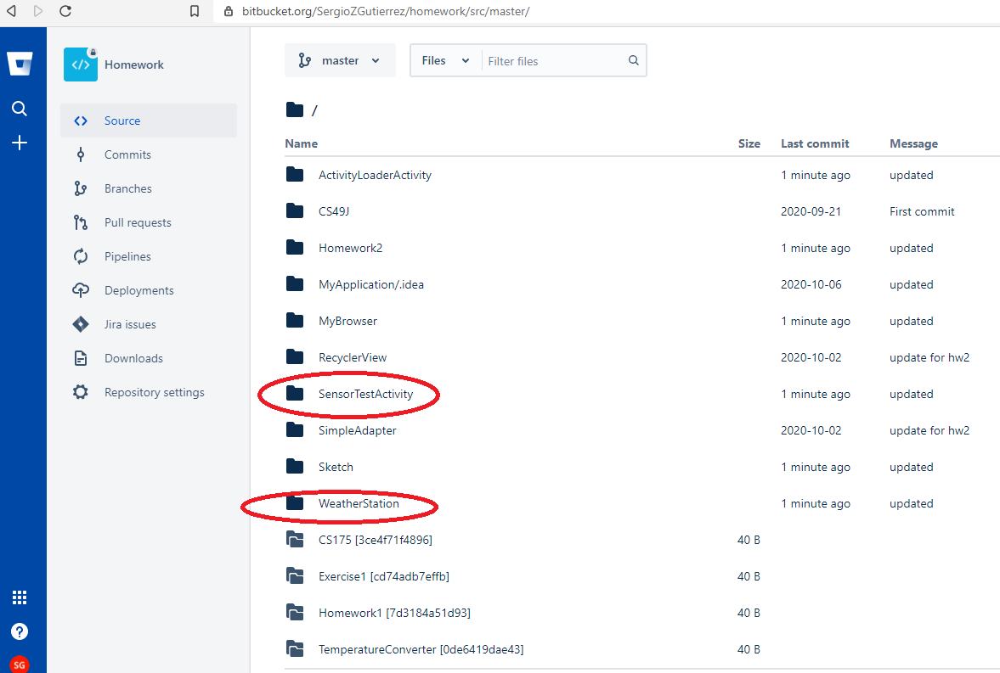 bitbucket.org/SergioZGutierrez/homework/src/master/
</> Homework
Source
Commits
Branches
Pull requests
Pipelines
Deployments
Jira issues
Downloads
Repository settings
?
SG
master Files Filter files
/
Name Size Last commit Message
ActivityLoaderActivity 1 minute ago updated
CS49J 2020-09-21 First commit
Homework2 1 minute ago updated
MyApplication/.idea 2020-10-06 updated
MyBrowser 1 minute ago updated
RecyclerView 2020-10-02 update for hw2
SensorTestActivity 1 minute ago updated
SimpleAdapter 2020-10-02 update for hw2
Sketch 1 minute ago updated
WeatherStation 1 minute ago updated
CS175 [3ce4f71f4896] 40 B
Exercise1 [cd74adb7effb] 40 B
Homework1 [7d3184a51d93] 40 B
TemperatureConverter [0de6419dae43] 40 B